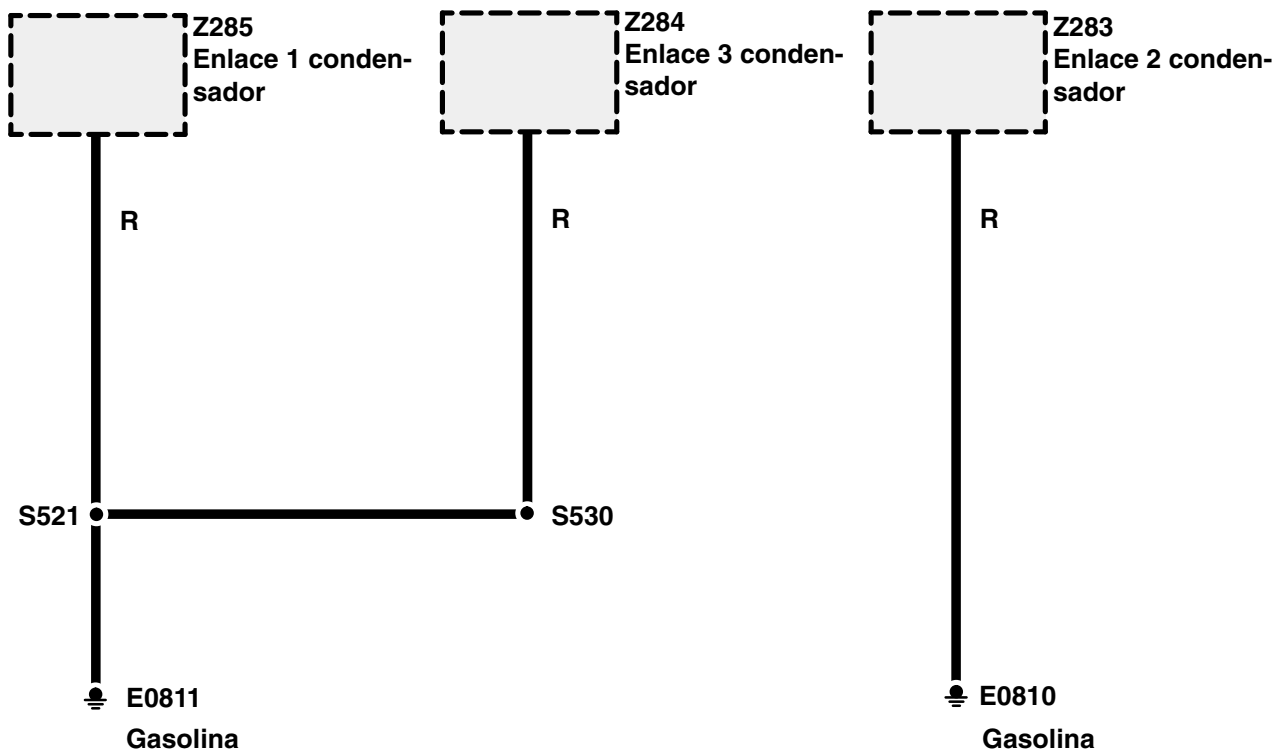 Z285
Enlace 1 conden-
sador
Z284
Enlace 3 conden-
sador
Z283
Enlace 2 conden-
sador
R
R
R
S521
S530
E0811
Gasolina
E0810
Gasolina